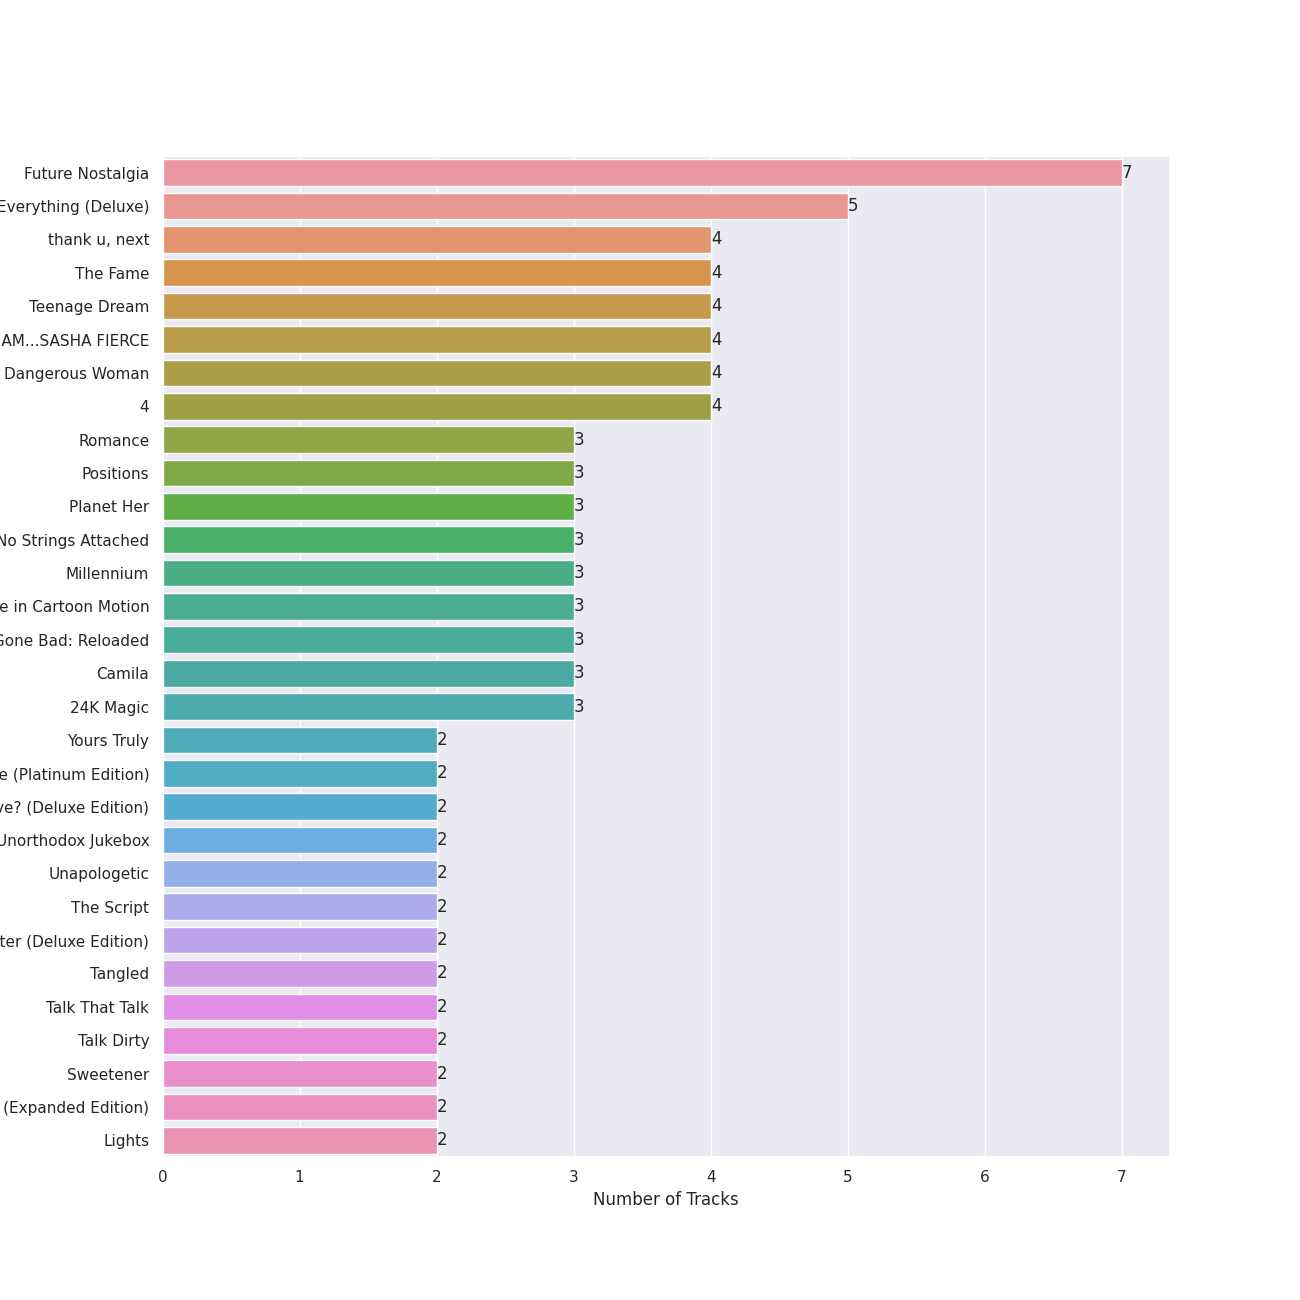 Future Nostalgia 7
Everything (Deluxe) 5
thank u, next 4
The Fame 4
Teenage Dream 4
AM...SASHA FIERCE 4
Dangerous Woman 4
4 4
Romance 3
Positions 3
Planet Her 3
No Strings Attached 3
Millennium 3
e in Cartoon Motion 3
Gone Bad: Reloaded 3
Camila 3
24K Magic 3
Yours Truly 2
e (Platinum Edition) 2
ve? (Deluxe Edition) 2
Unorthodox Jukebox 2
Unapologetic 2
The Script 2
ter (Deluxe Edition) 2
Tangled 2
Talk That Talk 2
Talk Dirty 2
Sweetener 2
(Expanded Edition) 2
Lights 2
0 1 2 3 4 5 6 7
Number of Tracks